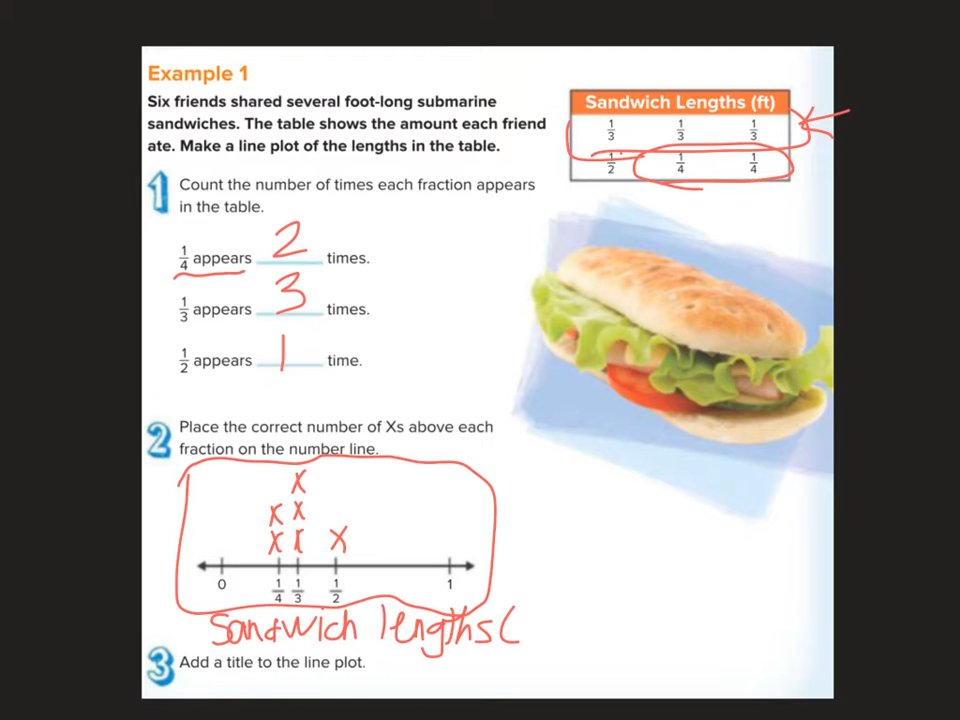 Example 1
Six friends shared several foot-long submarine
sandwiches. The table shows the amount each friend
ate. Make a line plot of the lengths in the table.
Sandwich Lengths (ft)
1/3 1/3 1/3
1/2 1/4 1/4
1 Count the number of times each fraction appears
in the table.
1/4 appears 2 times.
1/3 appears 3 times.
1/2 appears 1 time.
2 Place the correct number of Xs above each
fraction on the number line.
X
X X
X X X
0 1/4 1/3 1/2 1
Sandwich lengths (
3 Add a title to the line plot.